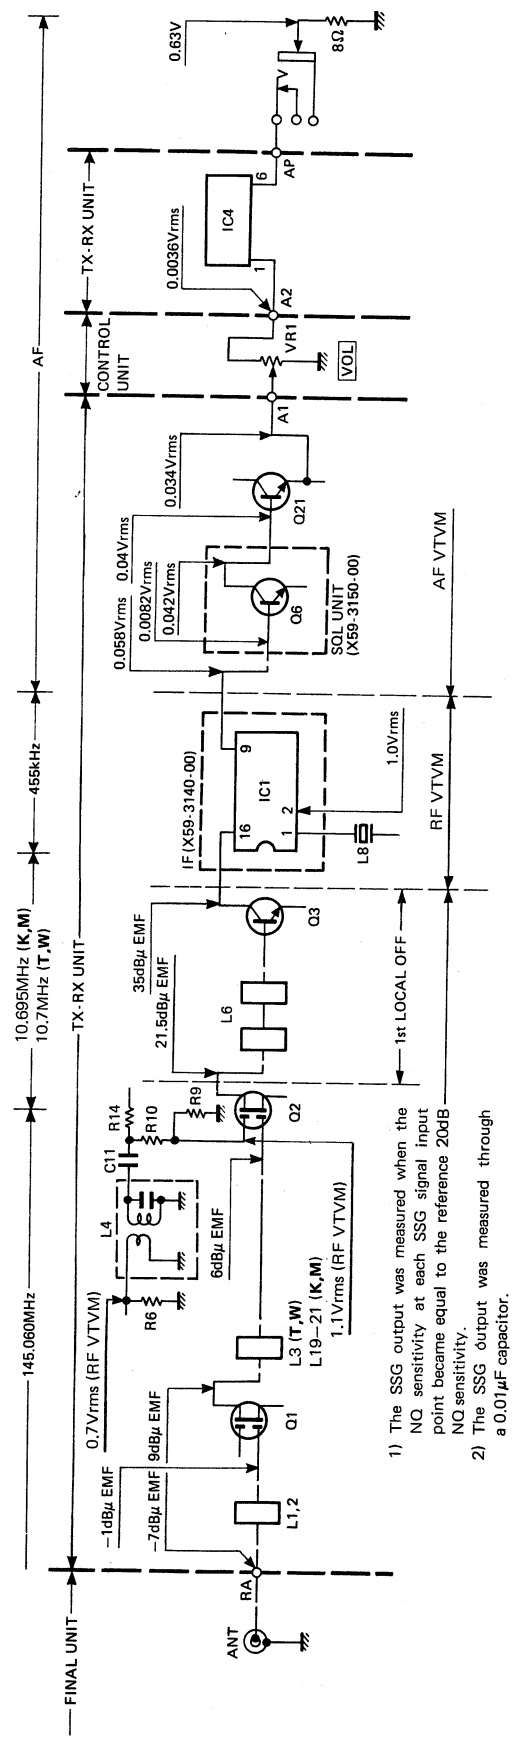 FINAL UNIT
TX-RX UNIT
CONTROL
UNIT
TX-RX UNIT
145.060MHz
10.695MHz (K,M)
10.7MHz (T,W)
455kHz
AF
ANT
RA
-7dBμ EMF
-1dBμ EMF
L1,2
Q1
9dBμ EMF
L3 (T,W)
L19-21 (K,M)
0.7Vrms (RF VTVM)
R6
L4
C11
R14
R10
R9
6dBμ EMF
1.1Vrms (RF VTVM)
Q2
21.5dBμ EMF
L6
35dBμ EMF
Q3
1st LOCAL OFF
IF (X59-3140-00)
16
9
IC1
1
2
L8
1.0Vrms
RF VTVM
0.058Vrms
0.0082Vrms
0.042Vrms
Q6
SQL UNIT
(X59-3150-00)
0.04Vrms
Q21
0.034Vrms
AF VTVM
A1
VR1
VOL
A2
0.0036Vrms
1
IC4
6
AP
V
0.63V
8Ω
1) The SSG output was measured when the
NQ sensitivity at each SSG signal input
point became equal to the reference 20dB
NQ sensitivity.
2) The SSG output was measured through
a 0.01μF capacitor.